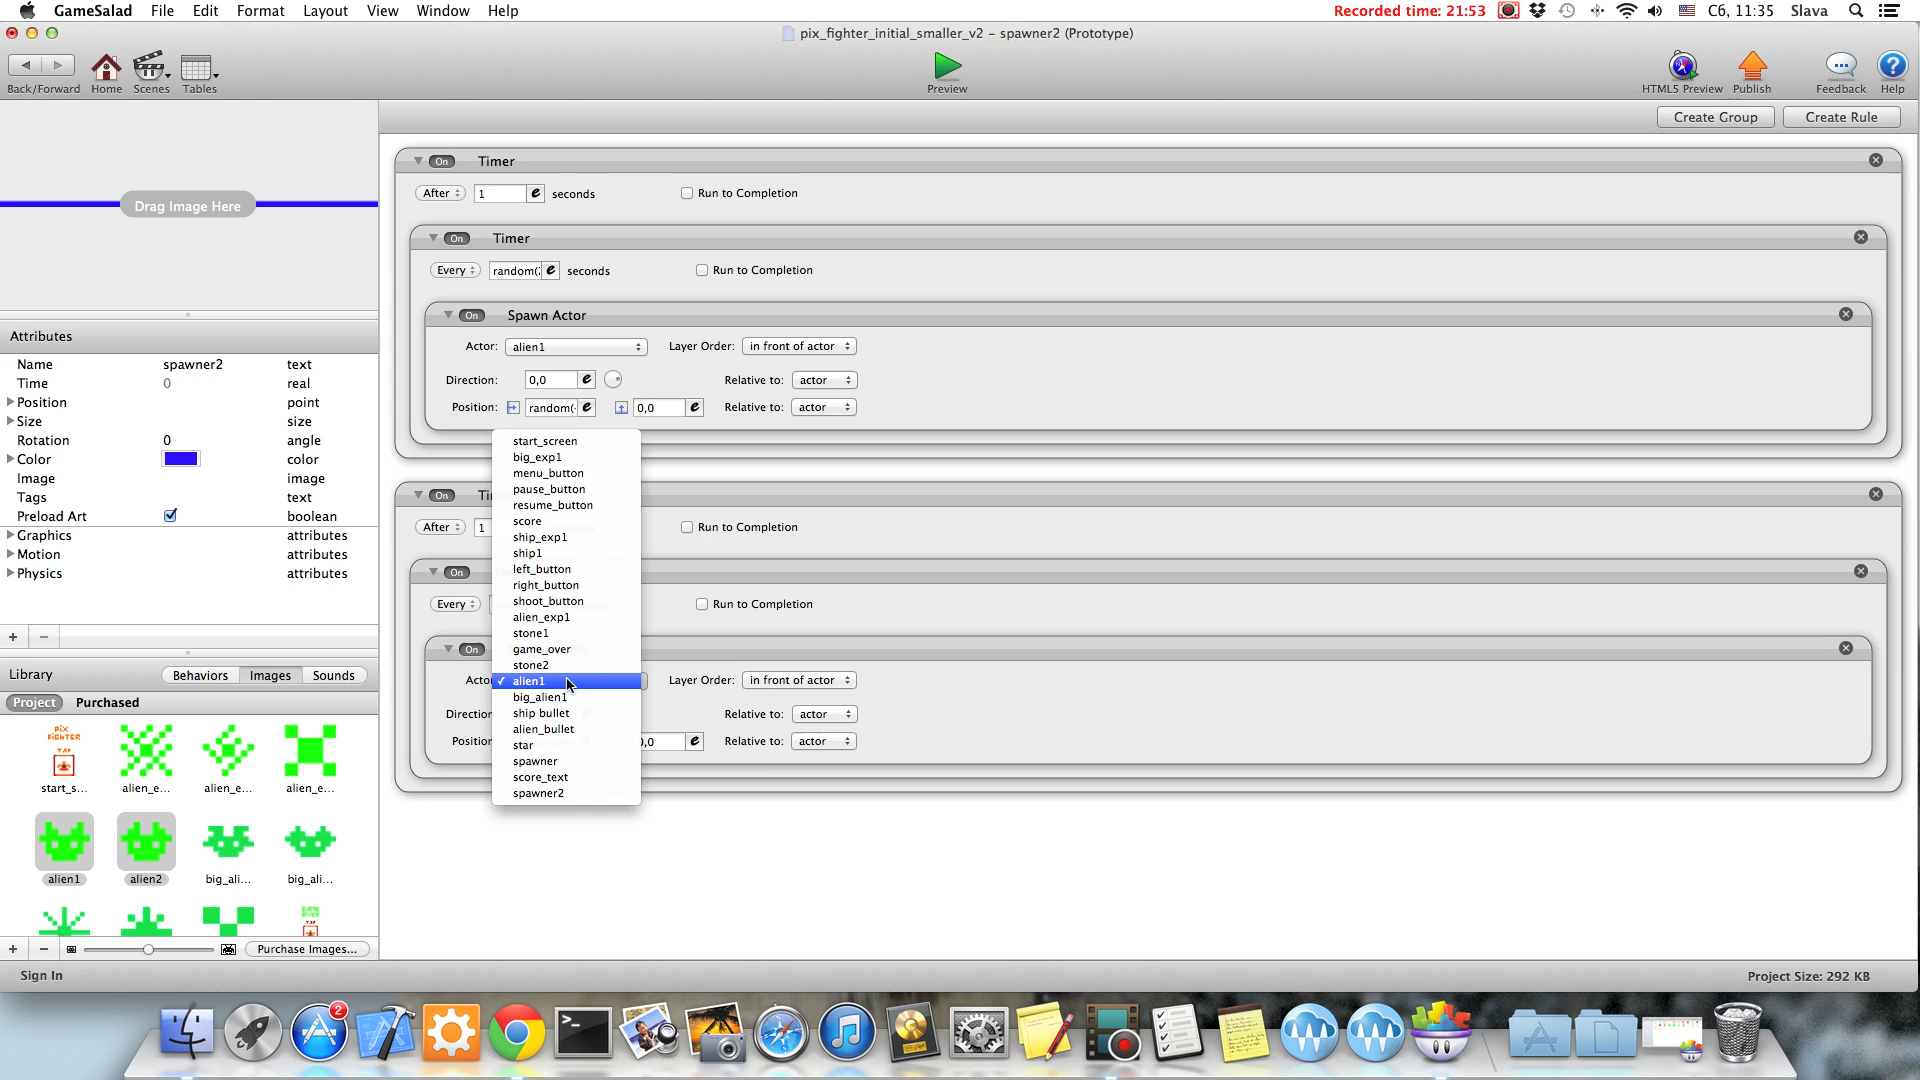 GameSalad File Edit Format Layout View Window Help
Recorded time: 21:53 C6, 11:35 Slava
pix_fighter_initial_smaller_v2 – spawner2 (Prototype)
Back/Forward Home Scenes Tables
Preview
HTML5 Preview Publish Feedback Help
Create Group Create Rule
Drag Image Here
Attributes
Name spawner2 text
Time 0 real
Position point
Size size
Rotation 0 angle
Color color
Image image
Tags text
Preload Art boolean
Graphics attributes
Motion attributes
Physics attributes
+ −
Library Behaviors Images Sounds
Project Purchased
PIX
FIGHTER
TAP
start_s... alien_e... alien_e... alien_e...
alien1 alien2 big_ali... big_ali...
GAME
OVER
TAP
+ − Purchase Images...
Sign In
Project Size: 292 KB
On Timer
After 1 e seconds Run to Completion
On Timer
Every random( e seconds Run to Completion
On Spawn Actor
Actor: alien1 Layer Order: in front of actor
Direction: 0,0 e Relative to: actor
Position: random( e 0,0 e Relative to: actor
On
After 1 Run to Completion
On
Every Run to Completion
On
Layer Order: in front of actor
Relative to: actor
e Relative to: actor
start_screen
big_exp1
menu_button
pause_button
resume_button
score
ship_exp1
ship1
left_button
right_button
shoot_button
alien_exp1
stone1
game_over
stone2
✓ alien1
big_alien1
ship bullet
alien_bullet
star
spawner
score_text
spawner2
2